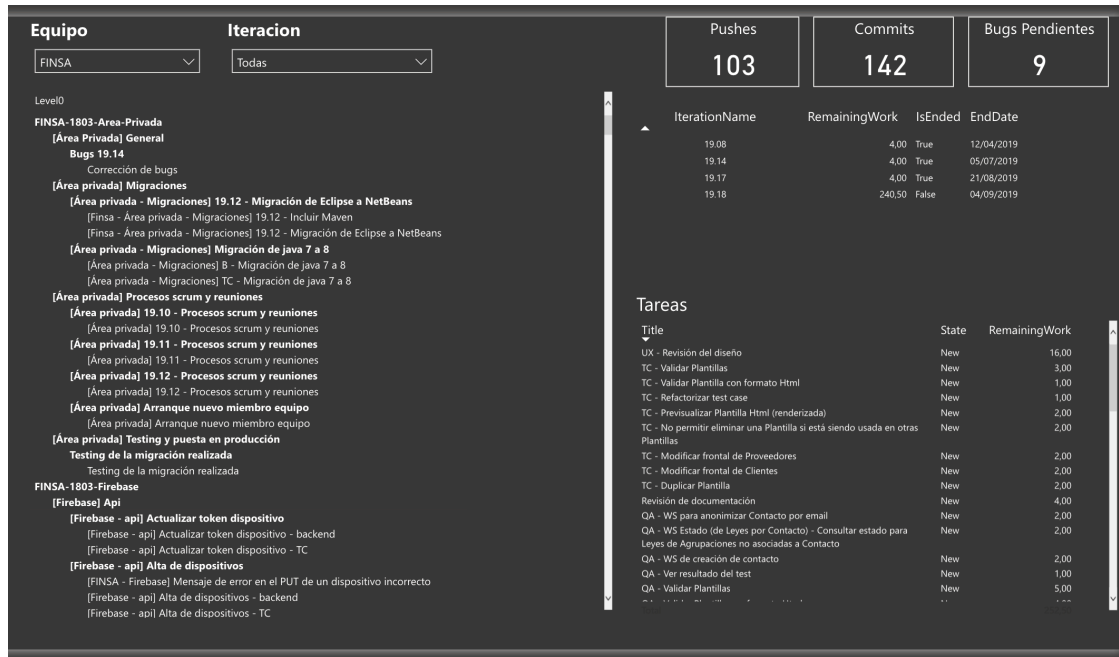 Equipo
Iteracion
FINSA
Todas
Pushes
103
Commits
142
Bugs Pendientes
9
Level0
FINSA-1803-Area-Privada
[Área Privada] General
Bugs 19.14
Corrección de bugs
[Área privada] Migraciones
[Área privada - Migraciones] 19.12 - Migración de Eclipse a NetBeans
[Finsa - Área privada - Migraciones] 19.12 - Incluir Maven
[Finsa - Área privada - Migraciones] 19.12 - Migración de Eclipse a NetBeans
[Área privada - Migraciones] Migración de java 7 a 8
[Área privada - Migraciones] B - Migración de java 7 a 8
[Área privada - Migraciones] TC - Migración de java 7 a 8
[Área privada] Procesos scrum y reuniones
[Área privada] 19.10 - Procesos scrum y reuniones
[Área privada] 19.10 - Procesos scrum y reuniones
[Área privada] 19.11 - Procesos scrum y reuniones
[Área privada] 19.11 - Procesos scrum y reuniones
[Área privada] 19.12 - Procesos scrum y reuniones
[Área privada] 19.12 - Procesos scrum y reuniones
[Área privada] Arranque nuevo miembro equipo
[Área privada] Arranque nuevo miembro equipo
[Área privada] Testing y puesta en producción
Testing de la migración realizada
Testing de la migración realizada
FINSA-1803-Firebase
[Firebase] Api
[Firebase - api] Actualizar token dispositivo
[Firebase - api] Actualizar token dispositivo - backend
[Firebase - api] Actualizar token dispositivo - TC
[Firebase - api] Alta de dispositivos
[FINSA - Firebase] Mensaje de error en el PUT de un dispositivo incorrecto
[Firebase - api] Alta de dispositivos - backend
[Firebase - api] Alta de dispositivos - TC
IterationName RemainingWork IsEnded EndDate
19.08 4,00 True 12/04/2019
19.14 4,00 True 05/07/2019
19.17 4,00 True 21/08/2019
19.18 240,50 False 04/09/2019
Tareas
Title State RemainingWork
UX - Revisión del diseño New 16,00
TC - Validar Plantillas New 3,00
TC - Validar Plantilla con formato Html New 1,00
TC - Refactorizar test case New 1,00
TC - Previsualizar Plantilla Html (renderizada) New 2,00
TC - No permitir eliminar una Plantilla si está siendo usada en otras New 2,00
Plantillas
TC - Modificar frontal de Proveedores New 2,00
TC - Modificar frontal de Clientes New 2,00
TC - Duplicar Plantilla New 2,00
Revisión de documentación New 4,00
QA - WS para anonimizar Contacto por email New 2,00
QA - WS Estado (de Leyes por Contacto) - Consultar estado para New 2,00
Leyes de Agrupaciones no asociadas a Contacto
QA - WS de creación de contacto New 2,00
QA - Ver resultado del test New 1,00
QA - Validar Plantillas New 5,00